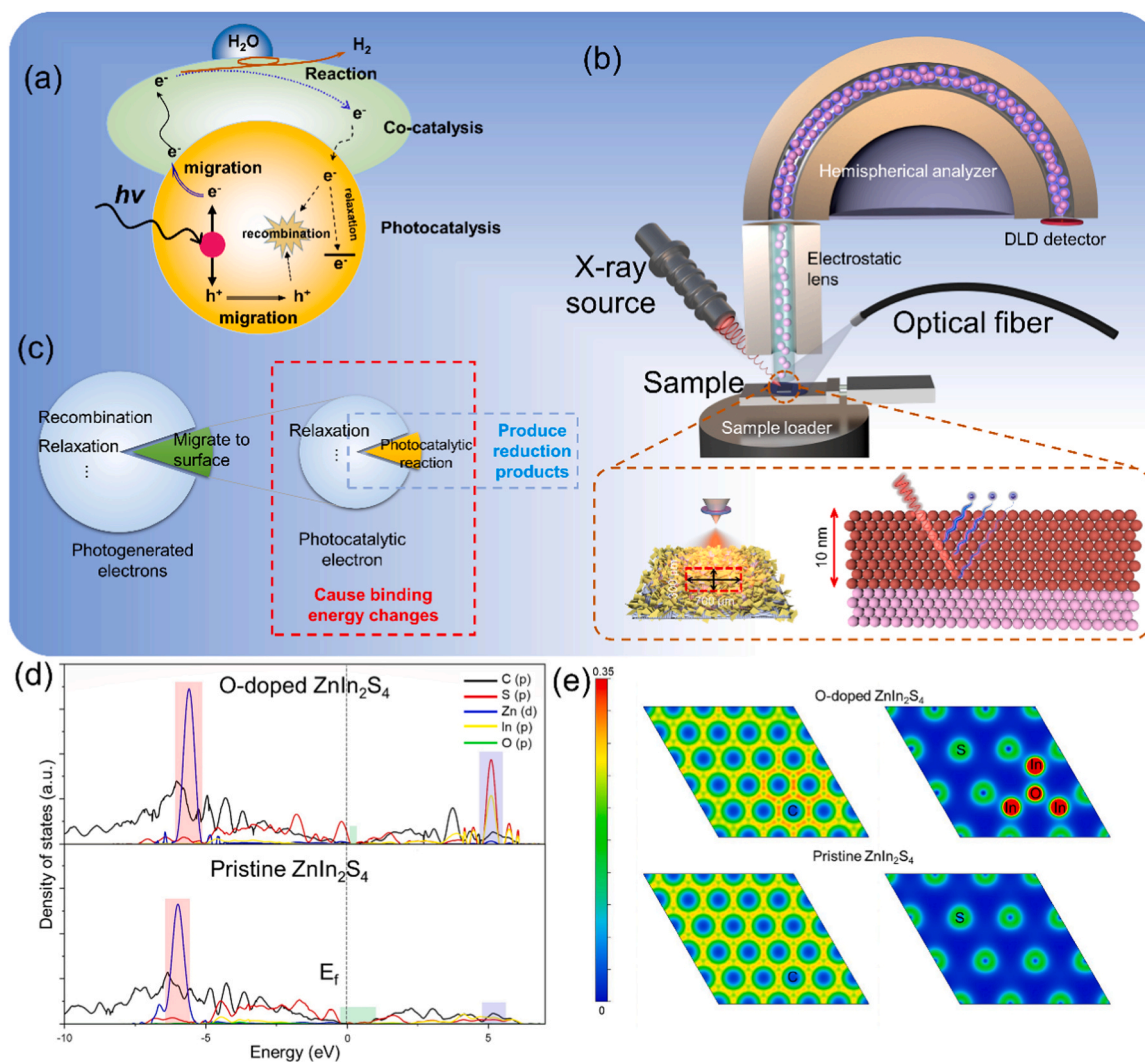 (a)
H₂O
H₂
e⁻
Reaction
e⁻
Co-catalysis
e⁻
migration
e⁻
hν
e⁻
relaxation
recombination
Photocatalysis
e⁻
h⁺
h⁺
migration
(b)
Hemispherical analyzer
DLD detector
Electrostatic
lens
X-ray
source
Optical fiber
Sample
Sample loader
10 nm
(c)
Recombination
Relaxation
...
Migrate to
surface
Photogenerated
electrons
Relaxation
...
Photocatalytic
reaction
Produce
reduction
products
Photocatalytic
electron
Cause binding
energy changes
(d)
O-doped ZnIn₂S₄
C (p)
S (p)
Zn (d)
In (p)
O (p)
Pristine ZnIn₂S₄
E_f
Density of states (a.u.)
-10
-5
0
5
Energy (eV)
(e)
0.35
0
O-doped ZnIn₂S₄
C
S
In
O
In
In
Pristine ZnIn₂S₄
C
S